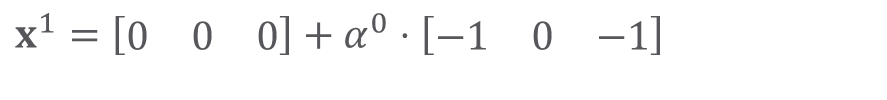 x¹ = [0 0 0] + α⁰ · [−1 0 −1]